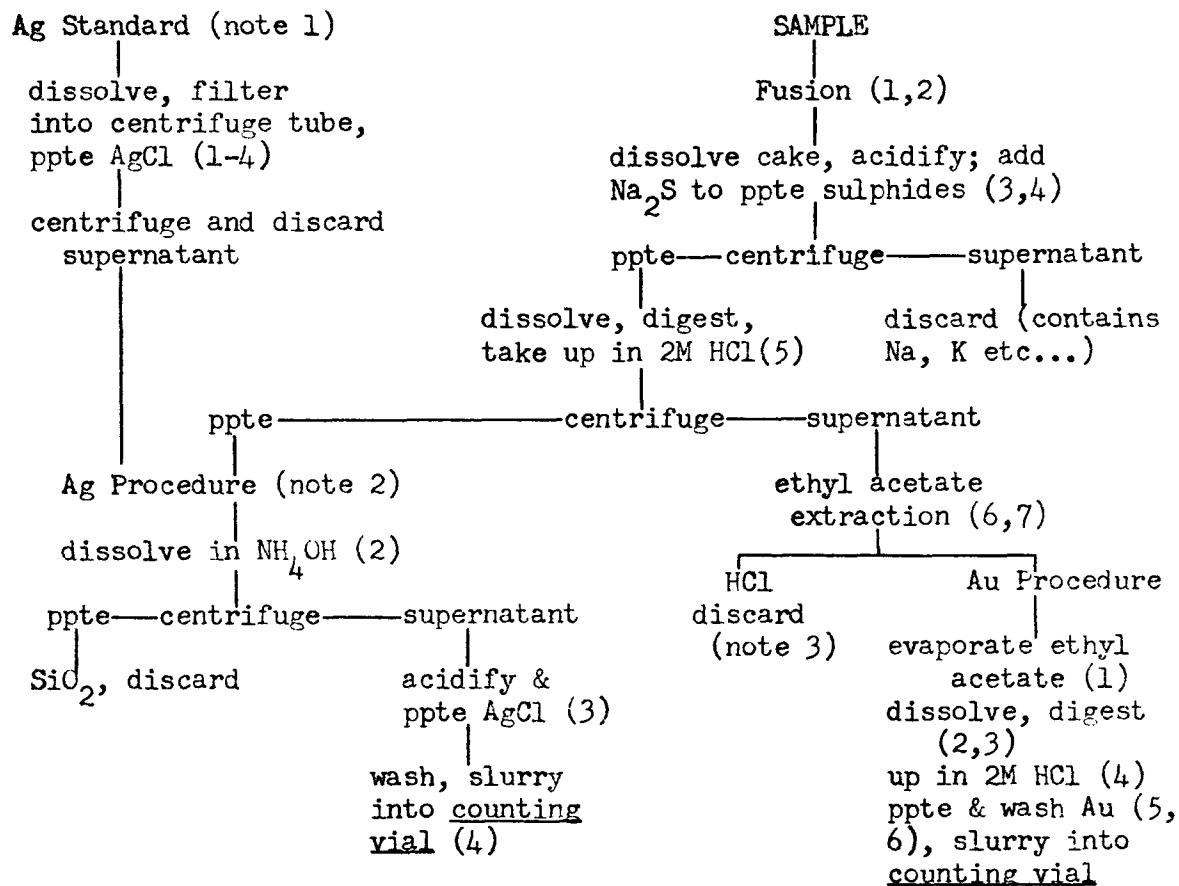 Ag Standard (note 1)
dissolve, filter
into centrifuge tube,
ppte AgCl (1-4)
centrifuge and discard
supernatant
SAMPLE
Fusion (1,2)
dissolve cake, acidify; add
Na₂S to ppte sulphides (3,4)
ppte—centrifuge—supernatant
dissolve, digest,
take up in 2M HCl(5)
discard (contains
Na, K etc...)
ppte—centrifuge—supernatant
Ag Procedure (note 2)
dissolve in NH₄OH (2)
ppte—centrifuge—supernatant
SiO₂, discard
acidify &
ppte AgCl (3)
wash, slurry
into counting
vial (4)
ethyl acetate
extraction (6,7)
HCl
discard
(note 3)
Au Procedure
evaporate ethyl
acetate (1)
dissolve, digest
(2,3)
up in 2M HCl (4)
ppte & wash Au (5,
6), slurry into
counting vial